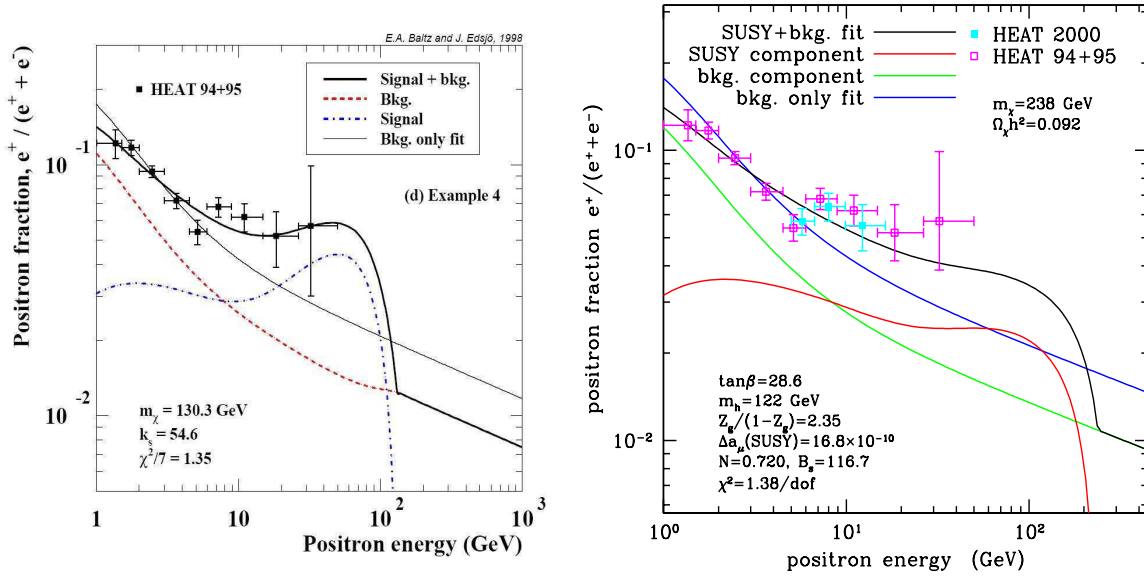 E.A. Baltz and J. Edsjö, 1998
HEAT 94+95
Signal + bkg.
Bkg.
Signal
Bkg. only fit
(d) Example 4
Positron fraction, e⁺ / (e⁺ + e⁻)
10⁻¹
10⁻²
mχ = 130.3 GeV
kₛ = 54.6
χ²/7 = 1.35
1 10 10² 10³
Positron energy (GeV)
SUSY+bkg. fit
SUSY component
bkg. component
bkg. only fit
HEAT 2000
HEAT 94+95
mχ=238 GeV
Ωχh²=0.092
positron fraction e⁺/(e⁺+e⁻)
10⁻¹
10⁻²
tanβ=28.6
mₕ=122 GeV
Z_g/(1−Z_g)=2.35
Δa_μ(SUSY)=16.8×10⁻¹⁰
N=0.720, Bₛ=116.7
χ²=1.38/dof
10⁰ 10¹ 10²
positron energy (GeV)